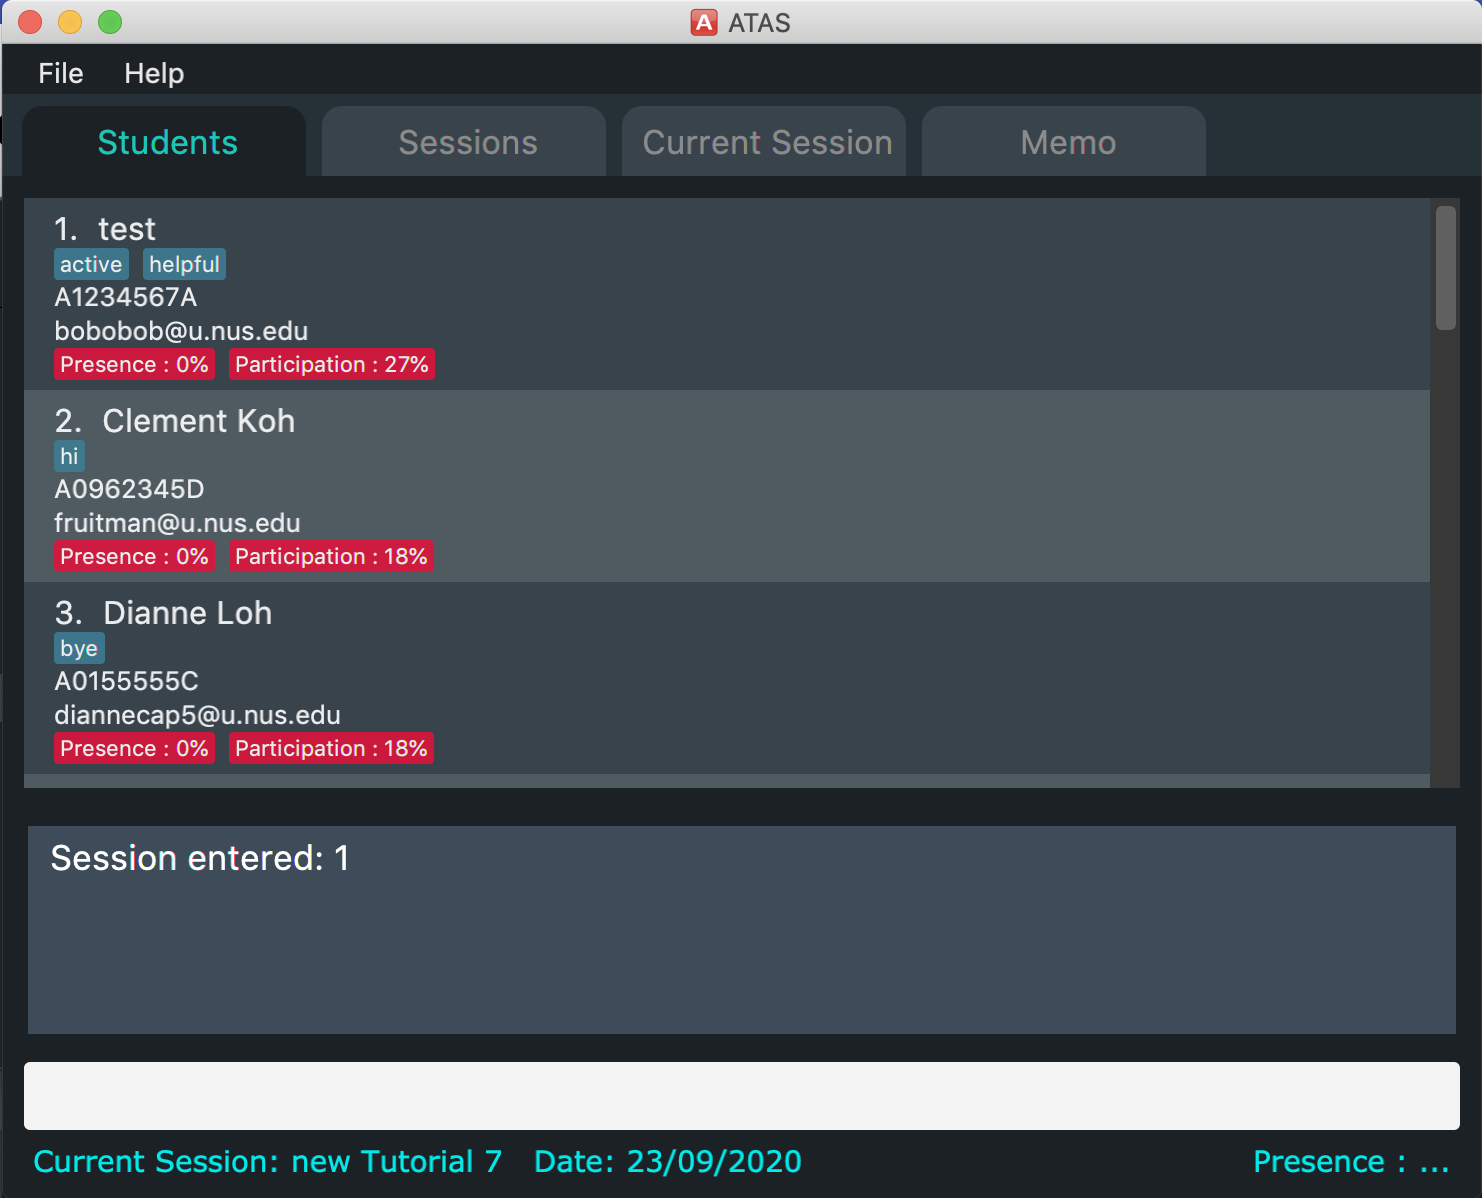 A ATAS
File Help
Students Sessions Current Session Memo
1. test
active helpful
A1234567A
bobobob@u.nus.edu
Presence : 0% Participation : 27%
2. Clement Koh
hi
A0962345D
fruitman@u.nus.edu
Presence : 0% Participation : 18%
3. Dianne Loh
bye
A0155555C
diannecap5@u.nus.edu
Presence : 0% Participation : 18%
Session entered: 1
Current Session: new Tutorial 7 Date: 23/09/2020 Presence : ...